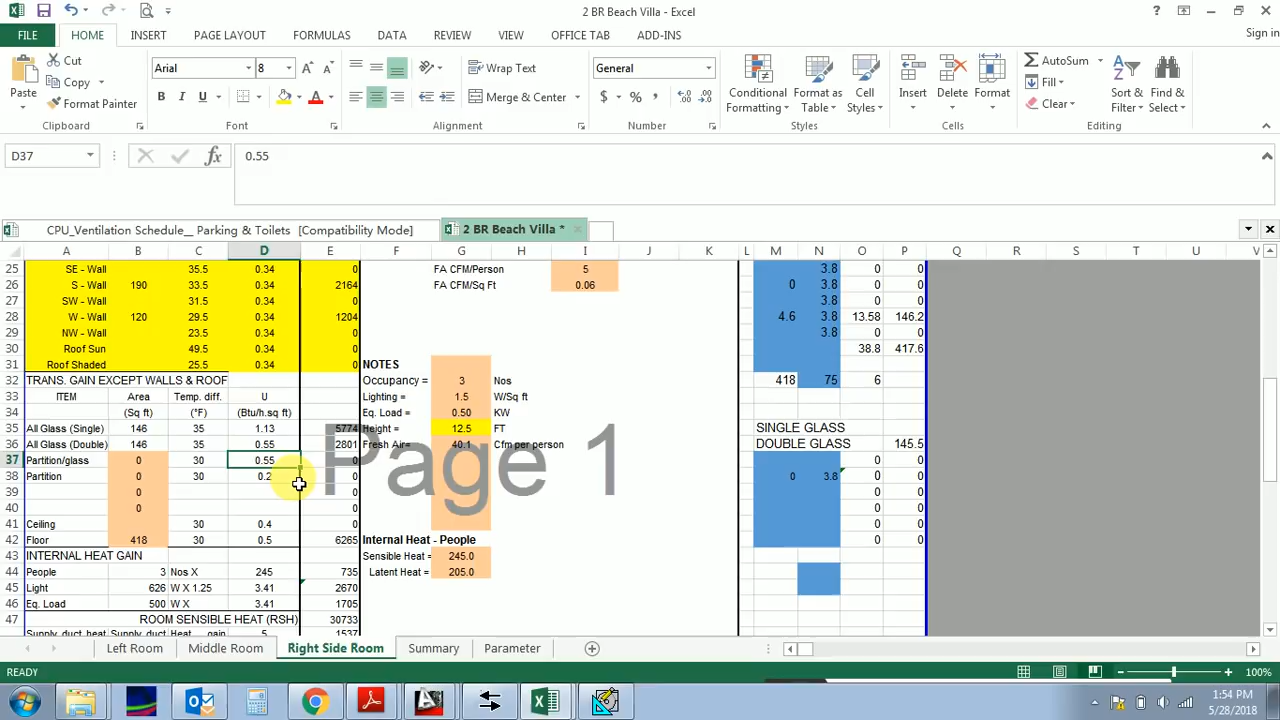 2 BR Beach Villa - Excel
FILE HOME INSERT PAGE LAYOUT FORMULAS DATA REVIEW VIEW OFFICE TAB ADD-INS Sign in
Paste Cut Copy Format Painter
Clipboard
Arial 8
B I U A
Font
Wrap Text
Merge & Center
Alignment
General
$ % ,
Number
Conditional Formatting Format as Table Cell Styles
Styles
Insert Delete Format
Cells
AutoSum Fill Clear Sort & Filter Find & Select
Editing
D37 fx 0.55
CPU_Ventilation Schedule__ Parking & Toilets [Compatibility Mode] 2 BR Beach Villa *
A B C D E F G H I J K L M N O P Q R S T U V
25 SE - Wall 35.5 0.34 0 FA CFM/Person 5 3.8 0 0
26 S - Wall 190 33.5 0.34 2164 FA CFM/Sq Ft 0.06 0 3.8 0 0
27 SW - Wall 31.5 0.34 0 3.8 0 0
28 W - Wall 120 29.5 0.34 1204 4.6 3.8 13.58 146.2
29 NW - Wall 23.5 0.34 0 3.8 0 0
30 Roof Sun 49.5 0.34 0 38.8 417.6
31 Roof Shaded 25.5 0.34 0 NOTES
32 TRANS. GAIN EXCEPT WALLS & ROOF Occupancy = 3 Nos 418 75 6
33 ITEM Area Temp. diff. U Lighting = 1.5 W/Sq ft
34 (Sq ft) (°F) (Btu/h.sq ft) Eq. Load = 0.50 KW
35 All Glass (Single) 146 35 1.13 5774 Height = 12.5 FT SINGLE GLASS
36 All Glass (Double) 146 35 0.55 2801 Fresh Air= 40.1 Cfm per person DOUBLE GLASS 145.5
37 Partition/glass 0 30 0.55 0 0 0
38 Partition 0 30 0.2 0 0 3.8 0 0
39 0 0 0 0
40 0 0 0 0
41 Ceiling 30 0.4 0 0 0
42 Floor 418 30 0.5 6265 Internal Heat - People 0 0
43 INTERNAL HEAT GAIN Sensible Heat = 245.0
44 People 3 Nos X 245 735 Latent Heat = 205.0
45 Light 626 W X 1.25 3.41 2670
46 Eq. Load 500 W X 3.41 1705
47 ROOM SENSIBLE HEAT (RSH) 30733
Supply duct heat Supply duct Heat gain 5 1537
Page 1
Left Room Middle Room Right Side Room Summary Parameter
READY 100%
1:54 PM
5/28/2018